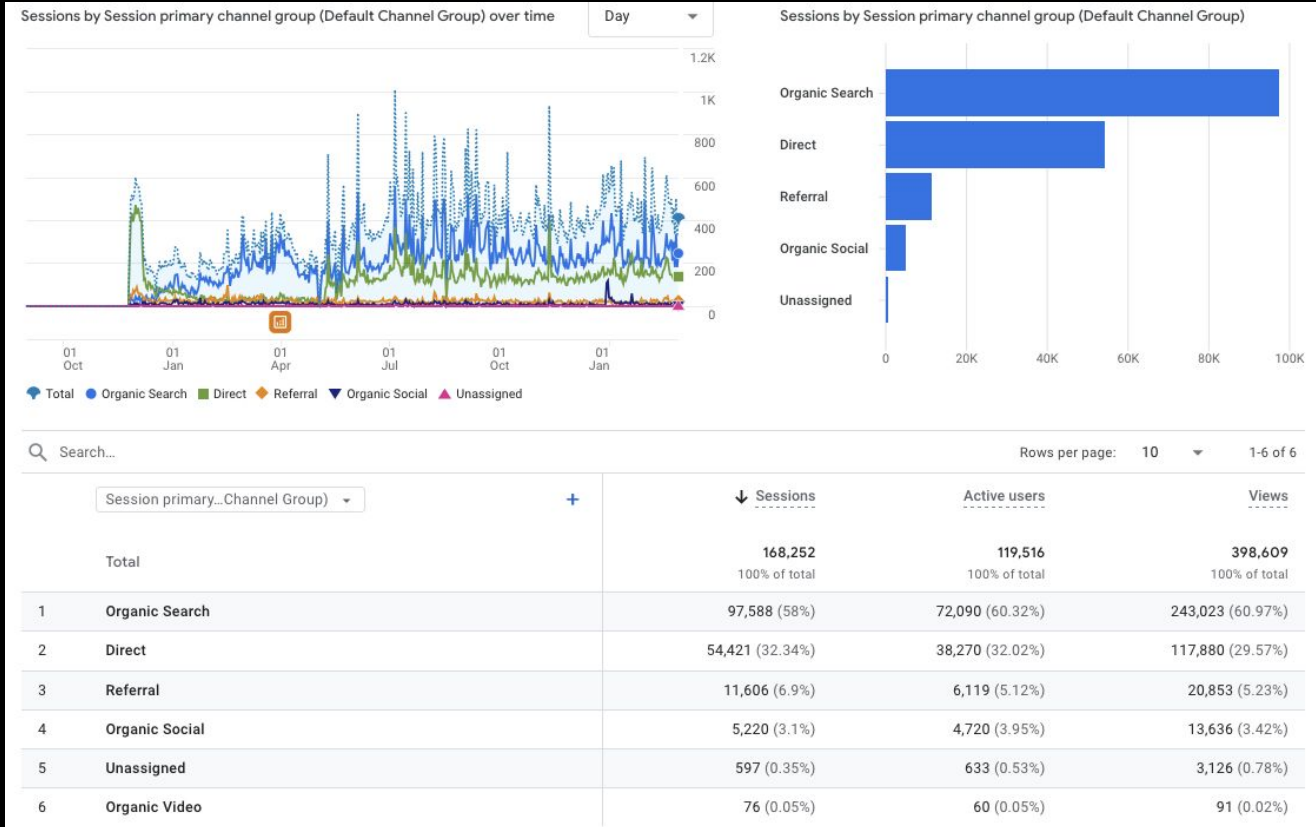 Sessions by Session primary channel group (Default Channel Group) over time
Day
1.2K
1K
800
600
400
200
0
01 Oct
01 Jan
01 Apr
01 Jul
01 Oct
01 Jan
Total Organic Search Direct Referral Organic Social Unassigned
Sessions by Session primary channel group (Default Channel Group)
Organic Search
Direct
Referral
Organic Social
Unassigned
0 20K 40K 60K 80K 100K
Search...
Rows per page: 10 1-6 of 6
Session primary...Channel Group) + Sessions Active users Views
Total 168,252 119,516 398,609
100% of total 100% of total 100% of total
1 Organic Search 97,588 (58%) 72,090 (60.32%) 243,023 (60.97%)
2 Direct 54,421 (32.34%) 38,270 (32.02%) 117,880 (29.57%)
3 Referral 11,606 (6.9%) 6,119 (5.12%) 20,853 (5.23%)
4 Organic Social 5,220 (3.1%) 4,720 (3.95%) 13,636 (3.42%)
5 Unassigned 597 (0.35%) 633 (0.53%) 3,126 (0.78%)
6 Organic Video 76 (0.05%) 60 (0.05%) 91 (0.02%)